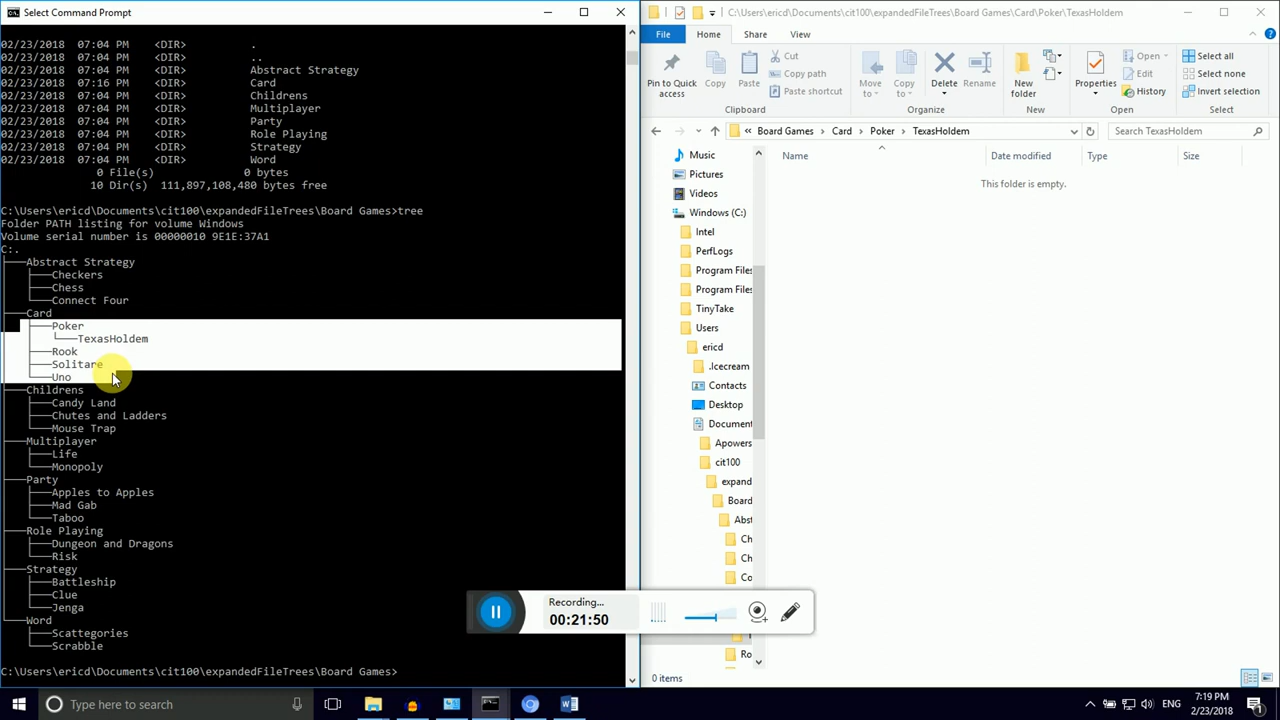 Select Command Prompt
02/23/2018  07:04 PM    <DIR>          .
02/23/2018  07:04 PM    <DIR>          ..
02/23/2018  07:04 PM    <DIR>          Abstract Strategy
02/23/2018  07:16 PM    <DIR>          Card
02/23/2018  07:04 PM    <DIR>          Childrens
02/23/2018  07:04 PM    <DIR>          Multiplayer
02/23/2018  07:04 PM    <DIR>          Party
02/23/2018  07:04 PM    <DIR>          Role Playing
02/23/2018  07:04 PM    <DIR>          Strategy
02/23/2018  07:04 PM    <DIR>          Word
0 File(s)              0 bytes
10 Dir(s)  111,897,108,480 bytes free
C:\Users\ericd\Documents\cit100\expandedFileTrees\Board Games>tree
Folder PATH listing for volume Windows
Volume serial number is 00000010 9E1E:37A1
C:.
├───Abstract Strategy
│   ├───Checkers
│   ├───Chess
│   └───Connect Four
├───Card
│   ├───Poker
│   │   └───TexasHoldem
│   ├───Rook
│   ├───Solitare
│   └───Uno
├───Childrens
│   ├───Candy Land
│   ├───Chutes and Ladders
│   └───Mouse Trap
├───Multiplayer
│   ├───Life
│   └───Monopoly
├───Party
│   ├───Apples to Apples
│   ├───Mad Gab
│   └───Taboo
├───Role Playing
│   ├───Dungeon and Dragons
│   └───Risk
├───Strategy
│   ├───Battleship
│   ├───Clue
│   └───Jenga
└───Word
    ├───Scattegories
    └───Scrabble
C:\Users\ericd\Documents\cit100\expandedFileTrees\Board Games>
C:\Users\ericd\Documents\cit100\expandedFileTrees\Board Games\Card\Poker\TexasHoldem
File Home Share View
Pin to Quick access
Copy
Paste
Cut
Copy path
Paste shortcut
Clipboard
Move to
Copy to
Delete
Rename
Organize
New folder
New
Properties
Open
Edit
History
Open
Select all
Select none
Invert selection
Select
« Board Games > Card > Poker > TexasHoldem
Search TexasHoldem
Name Date modified Type Size
This folder is empty.
Music
Pictures
Videos
Windows (C:)
Intel
PerfLogs
Program Files
Program Files
TinyTake
Users
ericd
.Icecream
Contacts
Desktop
Document
Apowers
cit100
expand
Board
Abst
Ch
Ch
Co
Ro
0 items
Recording...
00:21:50
Type here to search
ENG
7:19 PM
2/23/2018